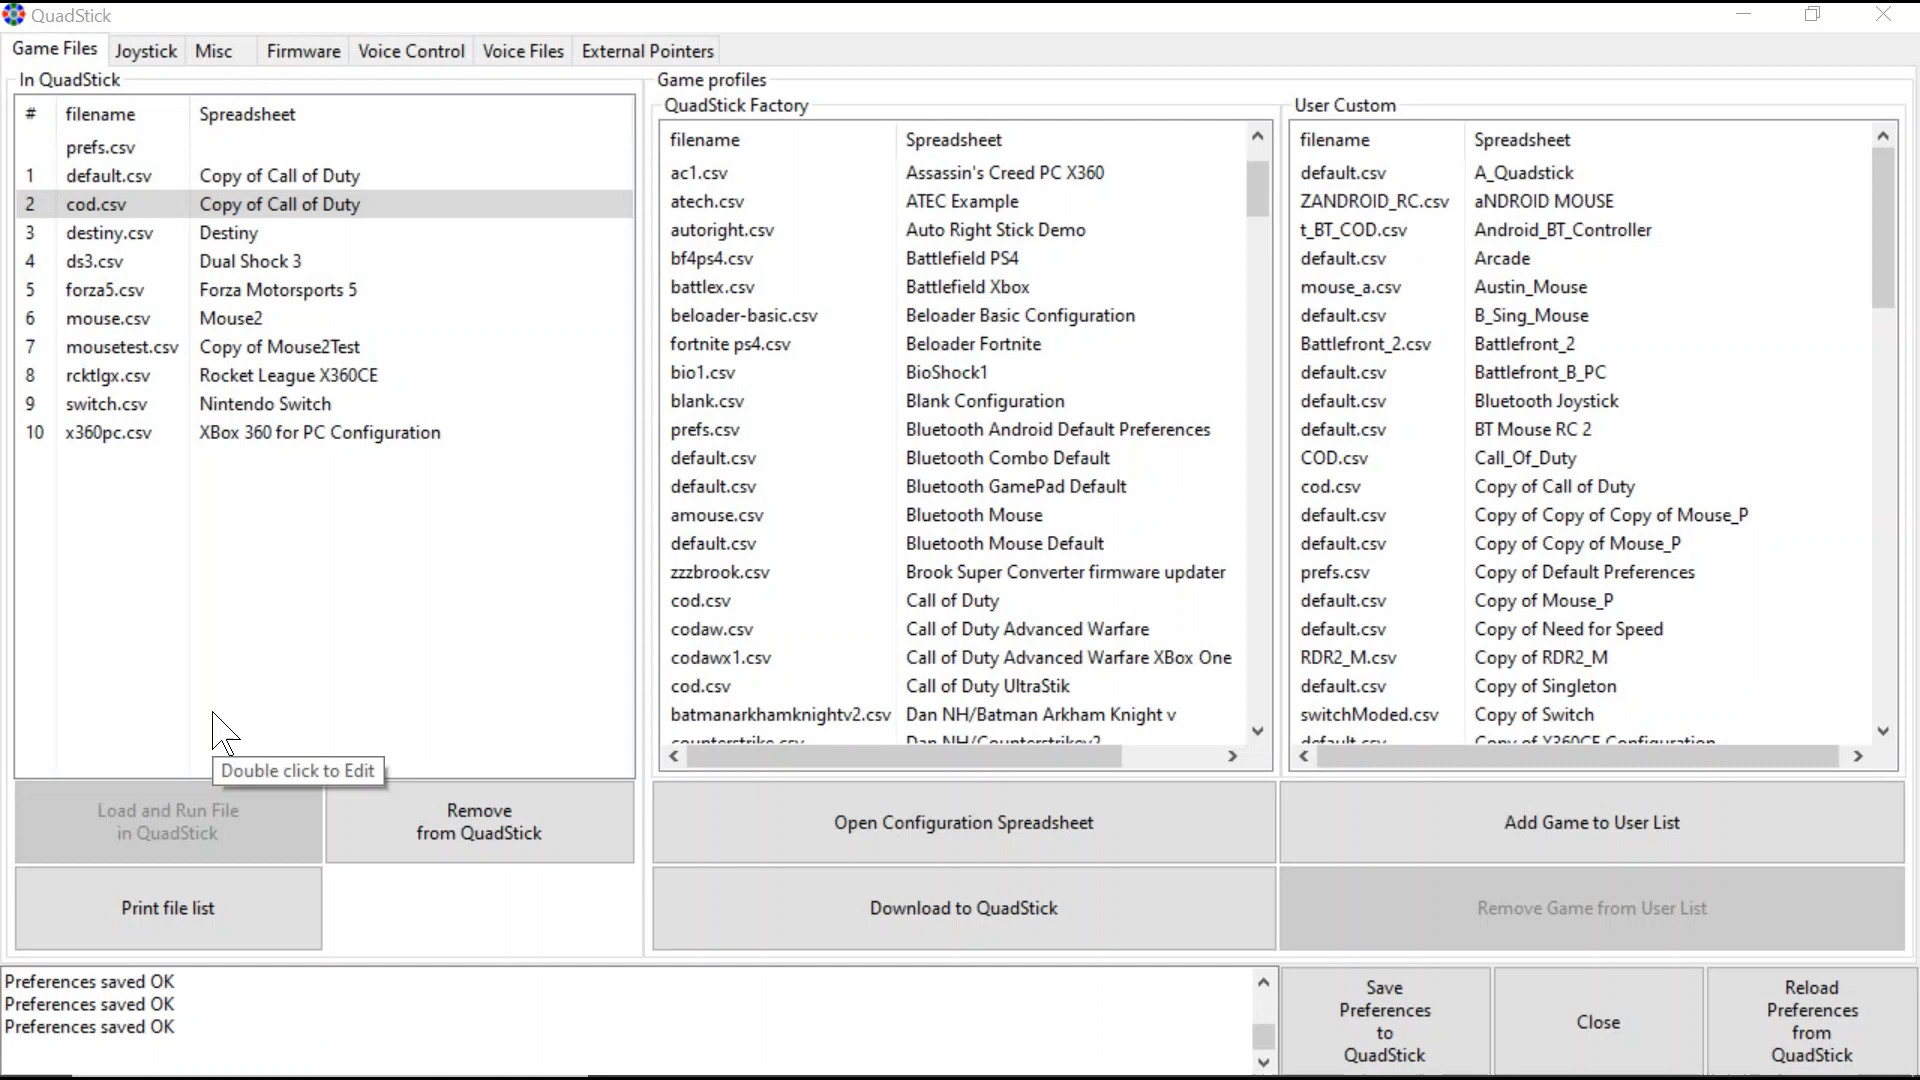 QuadStick
Game Files Joystick Misc Firmware Voice Control Voice Files External Pointers
In QuadStick
# filename Spreadsheet
prefs.csv
1 default.csv Copy of Call of Duty
2 cod.csv Copy of Call of Duty
3 destiny.csv Destiny
4 ds3.csv Dual Shock 3
5 forza5.csv Forza Motorsports 5
6 mouse.csv Mouse2
7 mousetest.csv Copy of Mouse2Test
8 rcktlgx.csv Rocket League X360CE
9 switch.csv Nintendo Switch
10 x360pc.csv XBox 360 for PC Configuration
Double click to Edit
Load and Run File
in QuadStick
Remove
from QuadStick
Print file list
Game profiles
QuadStick Factory
filename Spreadsheet
ac1.csv Assassin's Creed PC X360
atech.csv ATEC Example
autoright.csv Auto Right Stick Demo
bf4ps4.csv Battlefield PS4
battlex.csv Battlefield Xbox
beloader-basic.csv Beloader Basic Configuration
fortnite ps4.csv Beloader Fortnite
bio1.csv BioShock1
blank.csv Blank Configuration
prefs.csv Bluetooth Android Default Preferences
default.csv Bluetooth Combo Default
default.csv Bluetooth GamePad Default
amouse.csv Bluetooth Mouse
default.csv Bluetooth Mouse Default
zzzbrook.csv Brook Super Converter firmware updater
cod.csv Call of Duty
codaw.csv Call of Duty Advanced Warfare
codawx1.csv Call of Duty Advanced Warfare XBox One
cod.csv Call of Duty UltraStik
batmanarkhamknightv2.csv Dan NH/Batman Arkham Knight v
counterstrike.csv Dan NH/Counterstrikev2
User Custom
filename Spreadsheet
default.csv A_Quadstick
ZANDROID_RC.csv aNDROID MOUSE
t_BT_COD.csv Android_BT_Controller
default.csv Arcade
mouse_a.csv Austin_Mouse
default.csv B_Sing_Mouse
Battlefront_2.csv Battlefront_2
default.csv Battlefront_B_PC
default.csv Bluetooth Joystick
default.csv BT Mouse RC 2
COD.csv Call_Of_Duty
cod.csv Copy of Call of Duty
default.csv Copy of Copy of Copy of Mouse_P
default.csv Copy of Copy of Mouse_P
prefs.csv Copy of Default Preferences
default.csv Copy of Mouse_P
default.csv Copy of Need for Speed
RDR2_M.csv Copy of RDR2_M
default.csv Copy of Singleton
switchModed.csv Copy of Switch
default.csv Copy of X360CE Configuration
Open Configuration Spreadsheet
Add Game to User List
Download to QuadStick
Remove Game from User List
Preferences saved OK
Preferences saved OK
Preferences saved OK
Save
Preferences
to
QuadStick
Close
Reload
Preferences
from
QuadStick